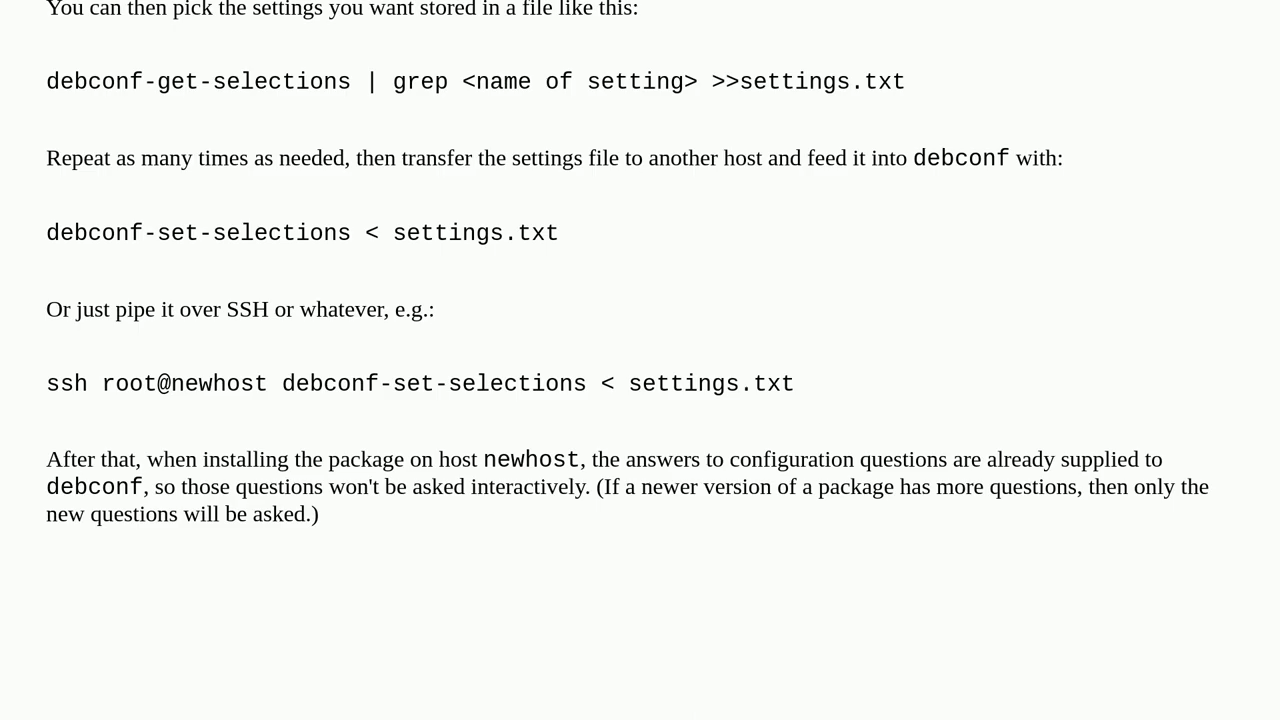 You can then pick the settings you want stored in a file like this:
debconf-get-selections | grep <name of setting> >>settings.txt
Repeat as many times as needed, then transfer the settings file to another host and feed it into debconf with:
debconf-set-selections < settings.txt
Or just pipe it over SSH or whatever, e.g.:
ssh root@newhost debconf-set-selections < settings.txt
After that, when installing the package on host newhost, the answers to configuration questions are already supplied to
debconf, so those questions won't be asked interactively. (If a newer version of a package has more questions, then only the
new questions will be asked.)